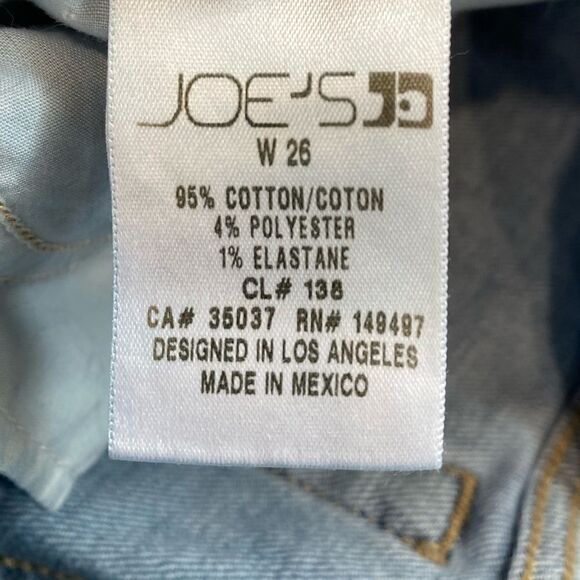 JOE'S JD
W 26
95% COTTON/COTON
4% POLYESTER
1% ELASTANE
CL# 138
CA# 35037 RN# 149497
DESIGNED IN LOS ANGELES
MADE IN MEXICO